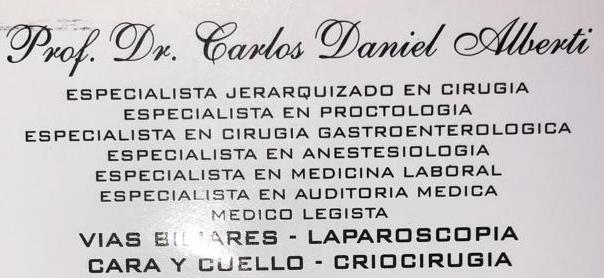 Prof. Dr. Carlos Daniel Alberti
ESPECIALISTA JERARQUIZADO EN CIRUGIA
ESPECIALISTA EN PROCTOLOGIA
ESPECIALISTA EN CIRUGIA GASTROENTEROLOGICA
ESPECIALISTA EN ANESTESIOLOGIA
ESPECIALISTA EN MEDICINA LABORAL
ESPECIALISTA EN AUDITORIA MEDICA
MEDICO LEGISTA
VIAS BILIARES - LAPAROSCOPIA
CARA Y CUELLO - CRIOCIRUGIA